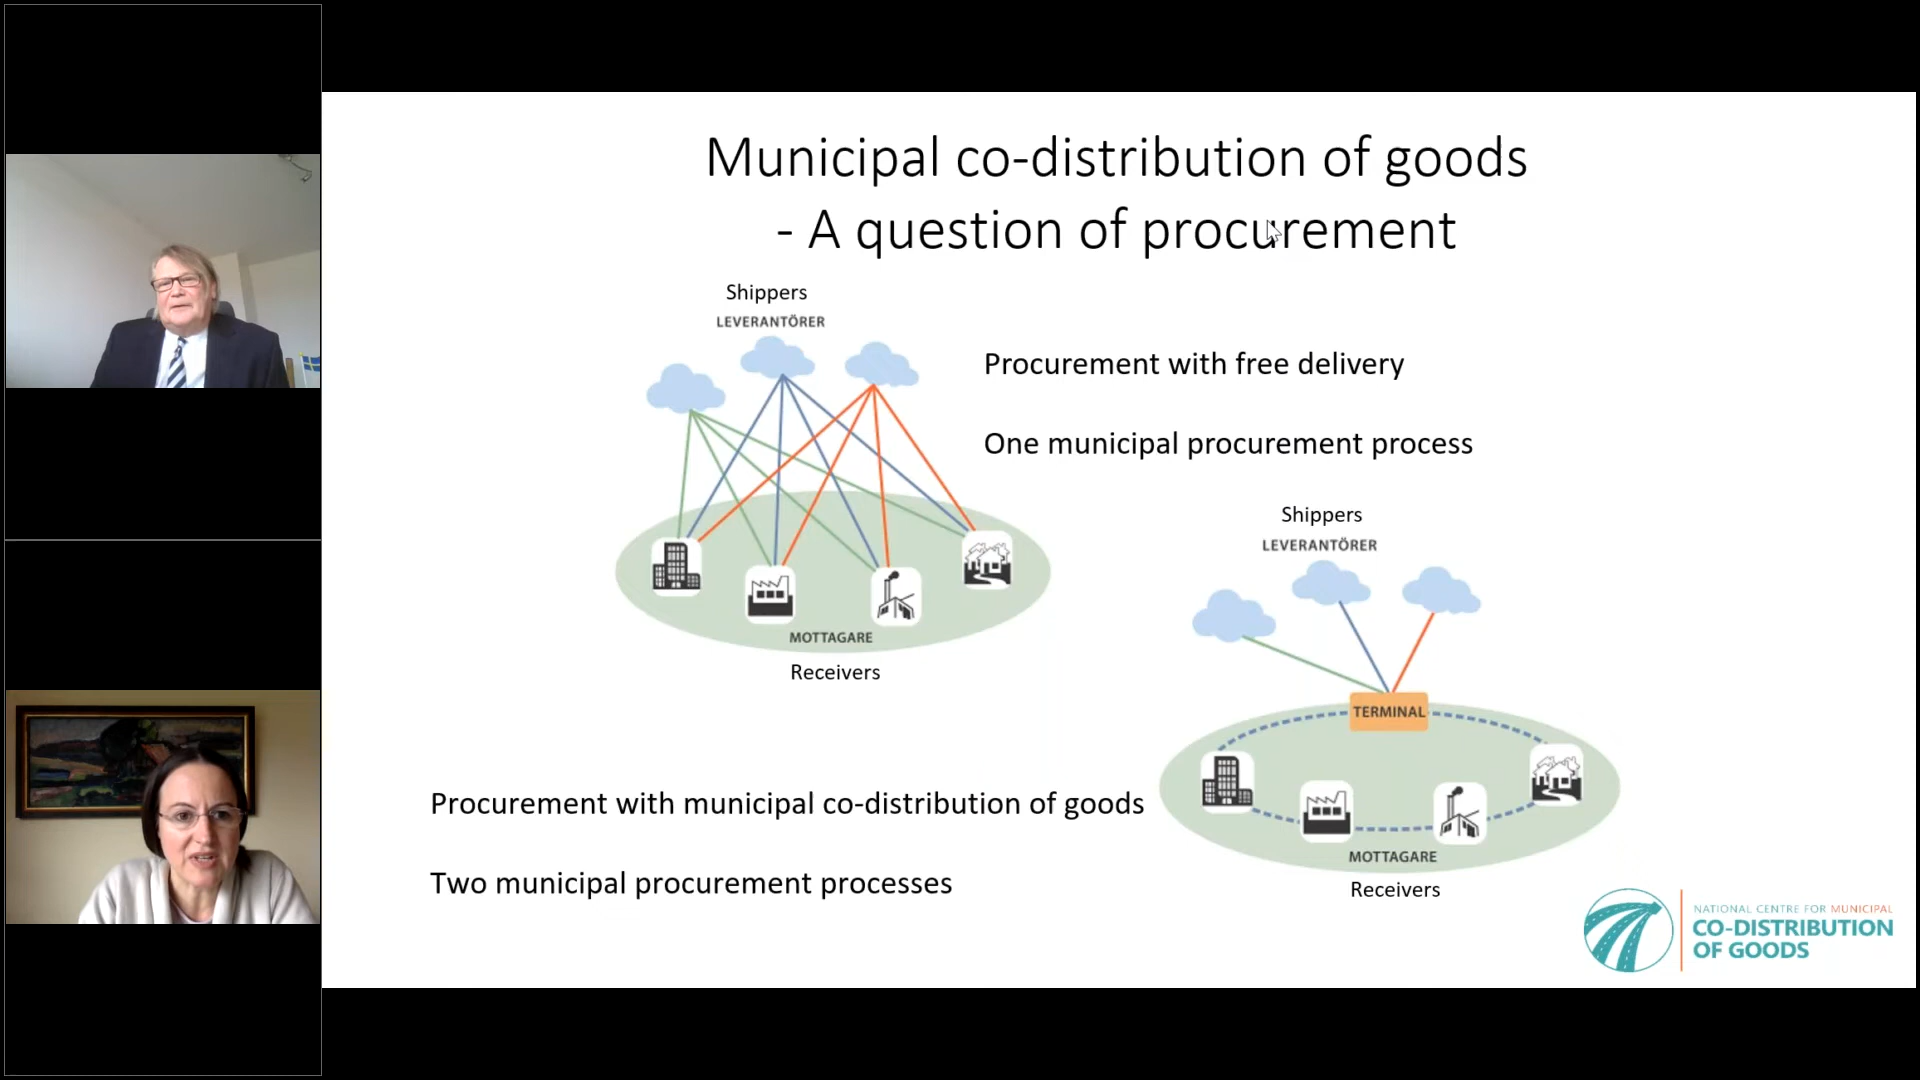 Municipal co-distribution of goods
- A question of procurement
Shippers
LEVERANTÖRER
Procurement with free delivery
One municipal procurement process
MOTTAGARE
Receivers
Shippers
LEVERANTÖRER
TERMINAL
MOTTAGARE
Receivers
Procurement with municipal co-distribution of goods
Two municipal procurement processes
NATIONAL CENTRE FOR MUNICIPAL
CO-DISTRIBUTION
OF GOODS